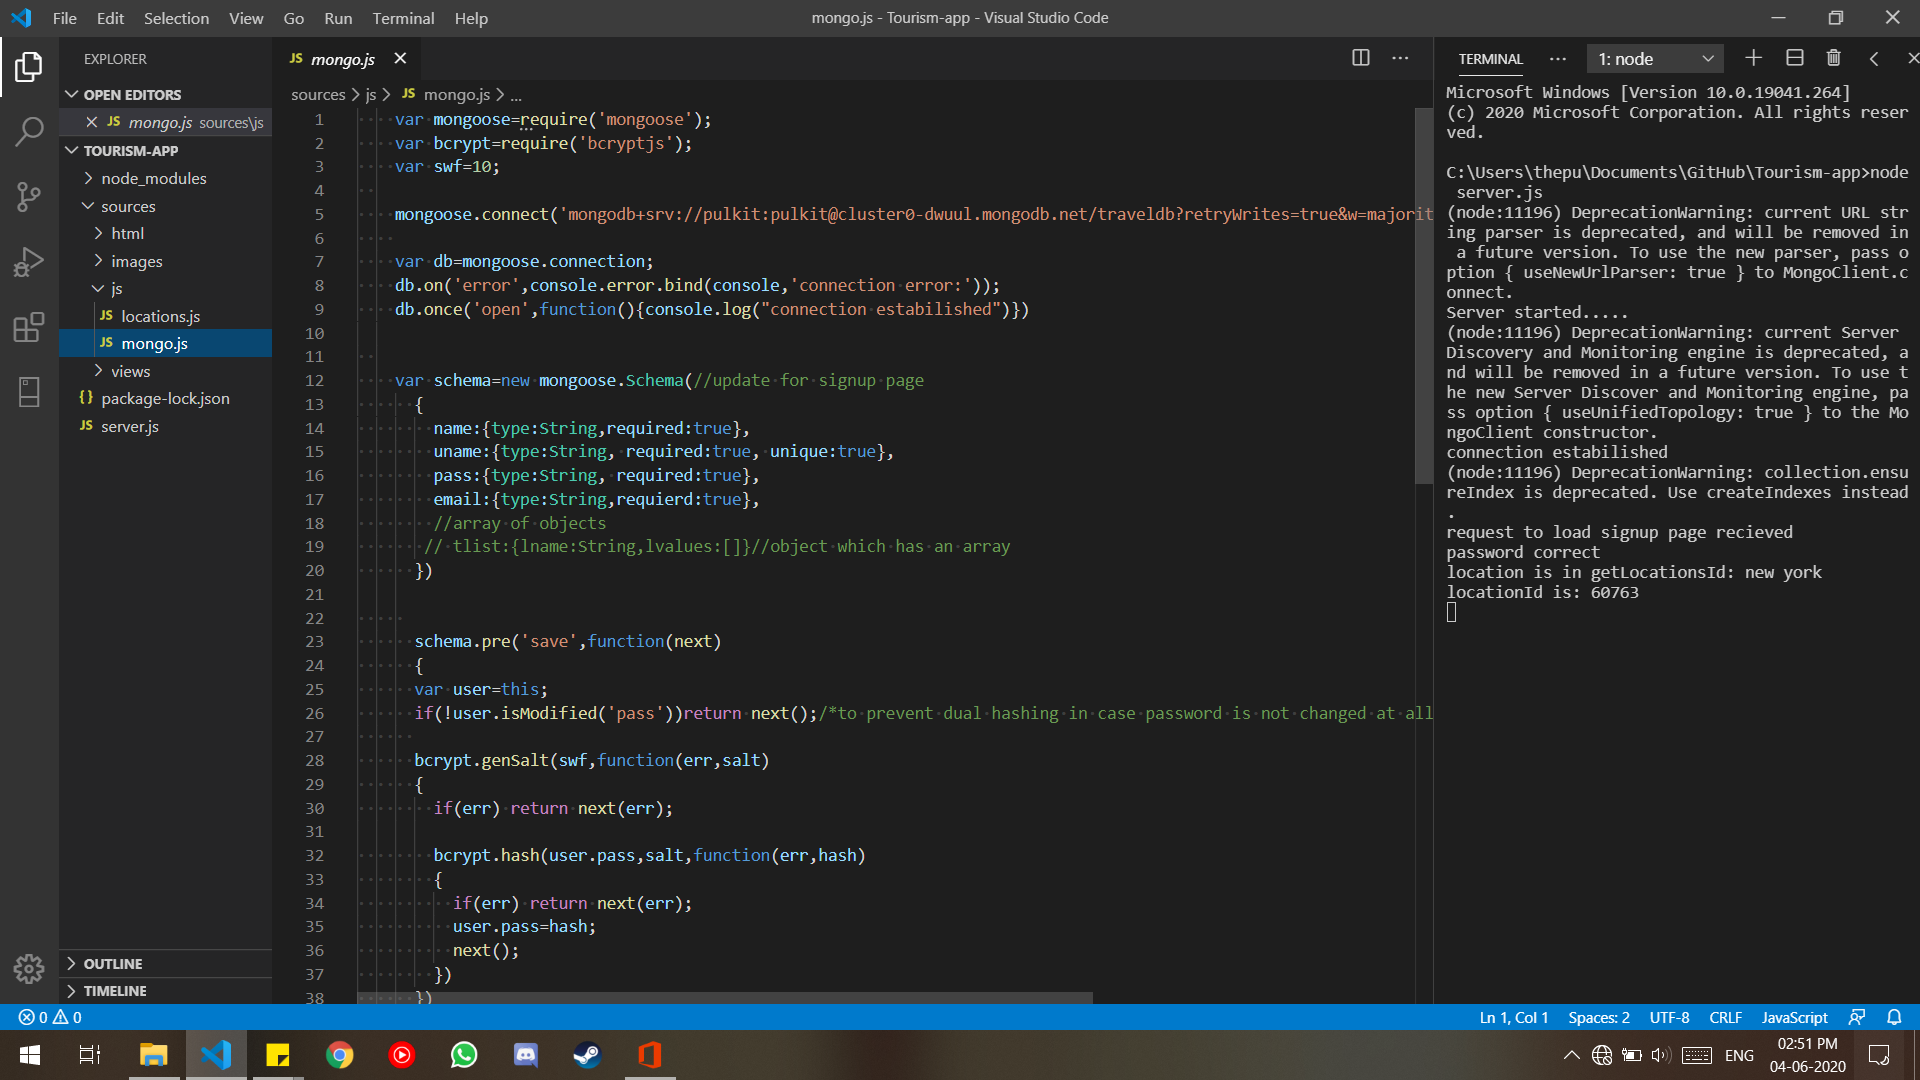 File Edit Selection View Go Run Terminal Help
mongo.js - Tourism-app - Visual Studio Code
EXPLORER
OPEN EDITORS
JS mongo.js sources\js
TOURISM-APP
node_modules
sources
html
images
js
JS locations.js
JS mongo.js
views
{} package-lock.json
JS server.js
OUTLINE
TIMELINE
JS mongo.js
sources > js > JS mongo.js > ...
1 var mongoose=require('mongoose');
2 var bcrypt=require('bcryptjs');
3 var swf=10;
4
5 mongoose.connect('mongodb+srv://pulkit:pulkit@cluster0-dwuul.mongodb.net/traveldb?retryWrites=true&w=majorit
6
7 var db=mongoose.connection;
8 db.on('error',console.error.bind(console,'connection error:'));
9 db.once('open',function(){console.log("connection estabilished")})
10
11
12 var schema=new mongoose.Schema(//update for signup page
13 {
14 name:{type:String,required:true},
15 uname:{type:String, required:true, unique:true},
16 pass:{type:String, required:true},
17 email:{type:String,requierd:true},
18 //array of objects
19 // tlist:{lname:String,lvalues:[]}//object which has an array
20 })
21
22
23 schema.pre('save',function(next)
24 {
25 var user=this;
26 if(!user.isModified('pass'))return next();/*to prevent dual hashing in case password is not changed at all
27
28 bcrypt.genSalt(swf,function(err,salt)
29 {
30 if(err) return next(err);
31
32 bcrypt.hash(user.pass,salt,function(err,hash)
33 {
34 if(err) return next(err);
35 user.pass=hash;
36 next();
37 })
38 })
TERMINAL
1: node
Microsoft Windows [Version 10.0.19041.264]
(c) 2020 Microsoft Corporation. All rights reser
ved.
C:\Users\thepu\Documents\GitHub\Tourism-app>node
server.js
(node:11196) DeprecationWarning: current URL str
ing parser is deprecated, and will be removed in
a future version. To use the new parser, pass o
ption { useNewUrlParser: true } to MongoClient.c
onnect.
Server started.....
(node:11196) DeprecationWarning: current Server
Discovery and Monitoring engine is deprecated, a
nd will be removed in a future version. To use t
he new Server Discover and Monitoring engine, pa
ss option { useUnifiedTopology: true } to the Mo
ngoClient constructor.
connection estabilished
(node:11196) DeprecationWarning: collection.ensu
reIndex is deprecated. Use createIndexes instead
.
request to load signup page recieved
password correct
location is in getLocationsId: new york
locationId is: 60763
0 0
Ln 1, Col 1 Spaces: 2 UTF-8 CRLF JavaScript
ENG
02:51 PM
04-06-2020